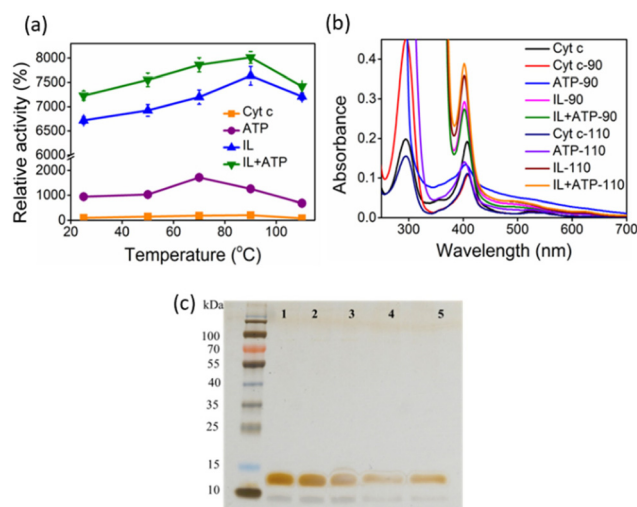 (a)
Relative activity (%)
8000
7500
7000
6500
6000
2000
1000
0
Cyt c
ATP
IL
IL+ATP
20 40 60 80 100
Temperature (°C)
(b)
Absorbance
0.4
0.3
0.2
0.1
0.0
Cyt c
Cyt c-90
ATP-90
IL-90
IL+ATP-90
Cyt c-110
ATP-110
IL-110
IL+ATP-110
300 400 500 600 700
Wavelength (nm)
(c)
kDa 1 2 3 4 5
100
70
55
40
35
25
15
10